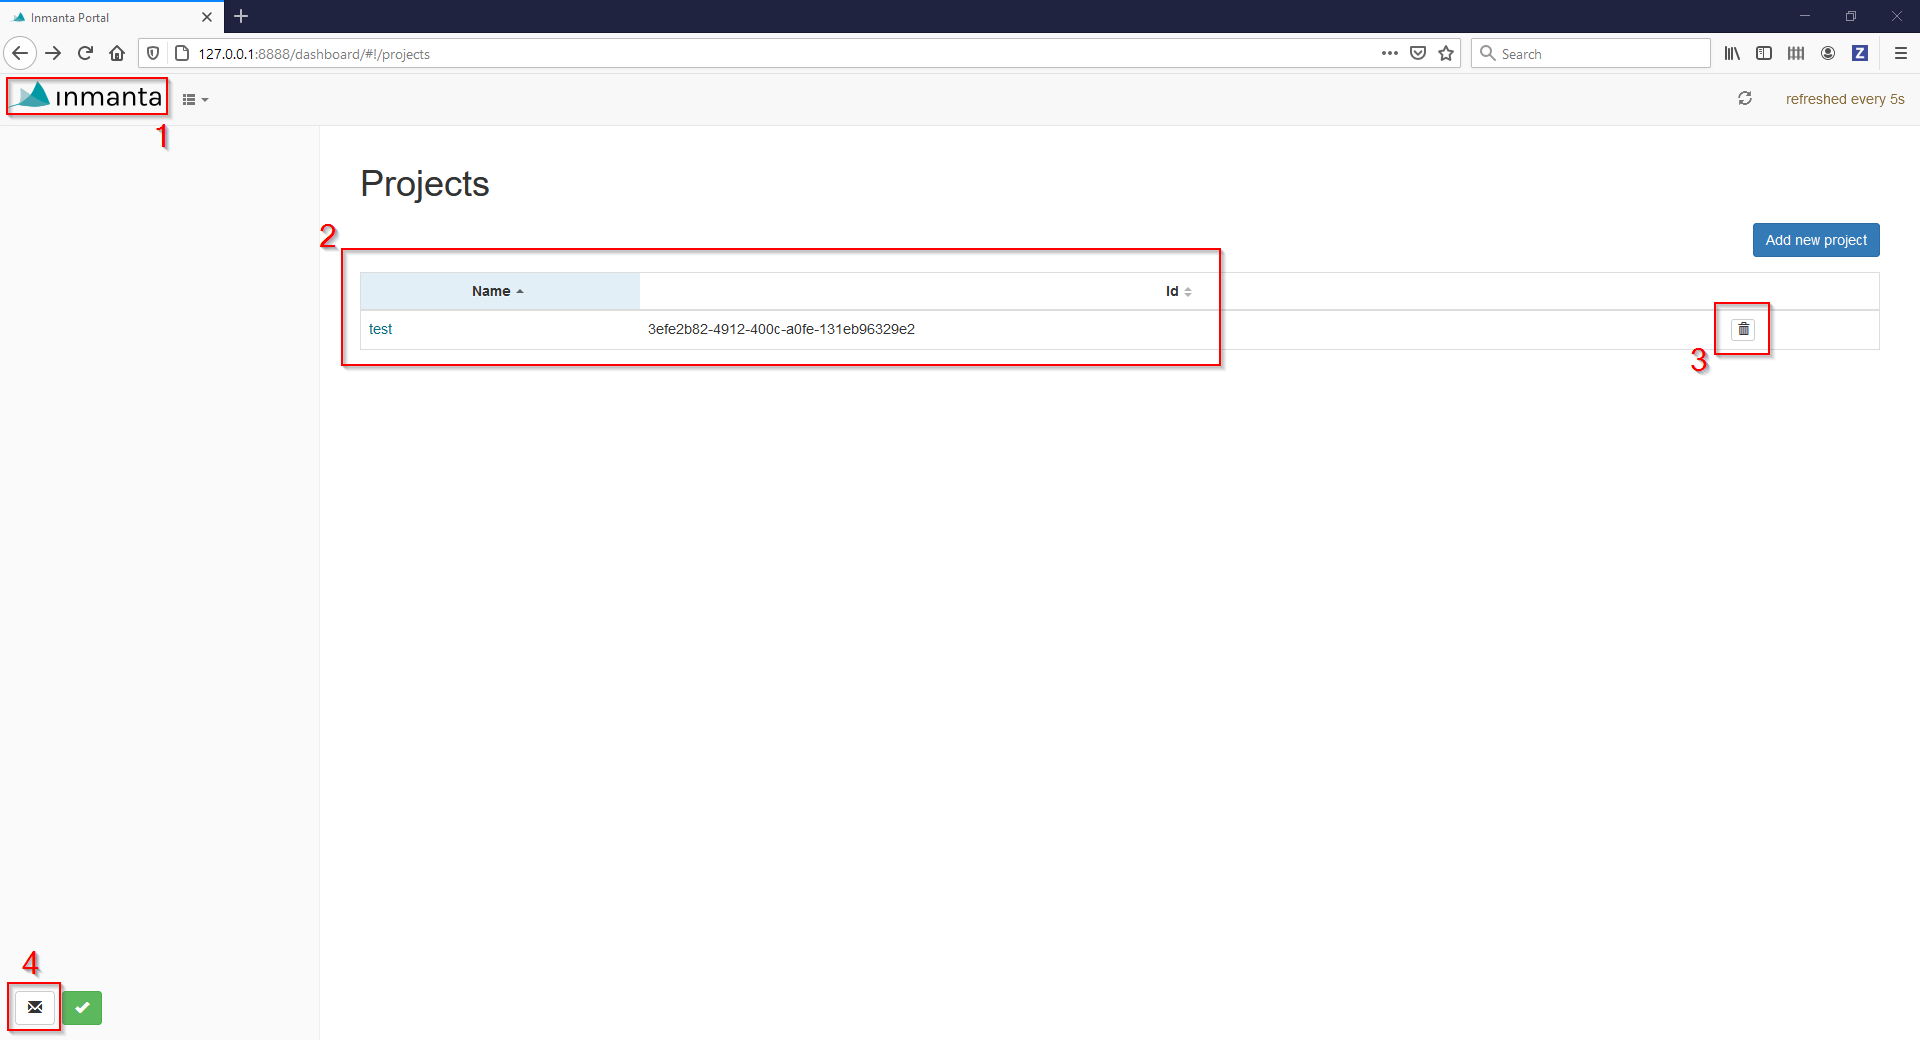 Inmanta Portal
127.0.0.1:8888/dashboard/#!/projects
Search
Z
inmanta
refreshed every 5s
1
Projects
2
Add new project
Name Id
test 3efe2b82-4912-400c-a0fe-131eb96329e2
3
4